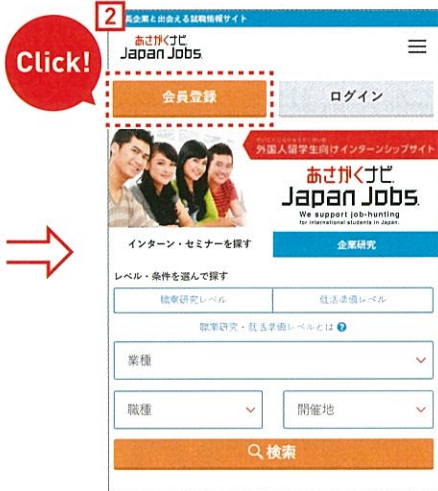 2
長企業と出会える就職情報サイト
Click!
あさがくナビ
Japan Jobs.
会員登録
ログイン
外国人留学生向けインターンシップサイト
あさがくナビ
Japan Jobs.
We support job-hunting
for international students in Japan.
インターン・セミナーを探す
企業研究
レベル・条件を選んで探す
職業研究レベル
就活準備レベル
職業研究・就活準備レベルとは ?
業種
職種
開催地
検索